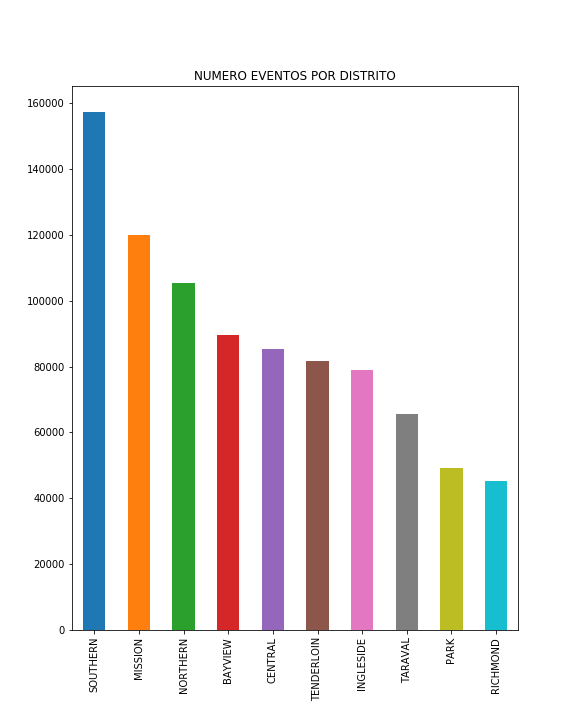 NUMERO EVENTOS POR DISTRITO
160000
140000
120000
100000
80000
60000
40000
20000
0
SOUTHERN
MISSION
NORTHERN
BAYVIEW
CENTRAL
TENDERLOIN
INGLESIDE
TARAVAL
PARK
RICHMOND